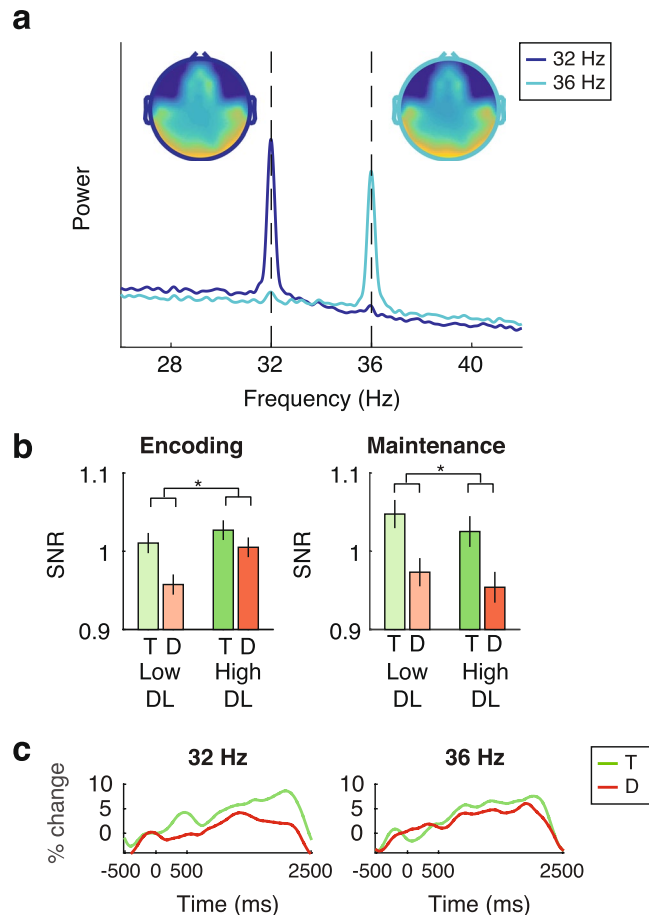 a
32 Hz
36 Hz
Power
28 32 36 40
Frequency (Hz)
b
Encoding
SNR
1.1
1
0.9
T D T D
Low High
DL DL
*
Maintenance
SNR
1.1
1
0.9
T D T D
Low High
DL DL
*
c
32 Hz
% change
10
5
0
-500 0 500 2500
Time (ms)
36 Hz
10
5
0
-500 0 500 2500
Time (ms)
T
D